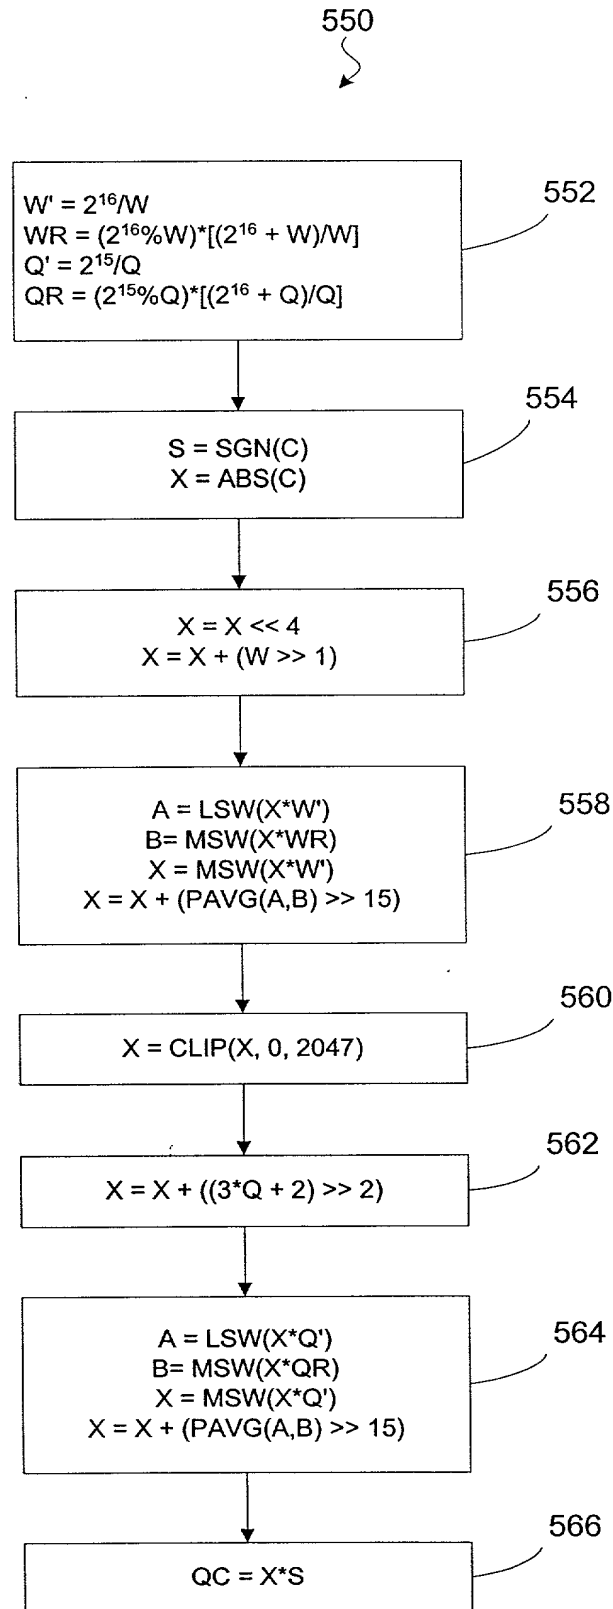 550
552
W' = 2¹⁶/W
WR = (2¹⁶%W)*[(2¹⁶ + W)/W]
Q' = 2¹⁵/Q
QR = (2¹⁵%Q)*[(2¹⁶ + Q)/Q]
554
S = SGN(C)
X = ABS(C)
556
X = X << 4
X = X + (W >> 1)
558
A = LSW(X*W')
B= MSW(X*WR)
X = MSW(X*W')
X = X + (PAVG(A,B) >> 15)
560
X = CLIP(X, 0, 2047)
562
X = X + ((3*Q + 2) >> 2)
564
A = LSW(X*Q')
B= MSW(X*QR)
X = MSW(X*Q')
X = X + (PAVG(A,B) >> 15)
566
QC = X*S